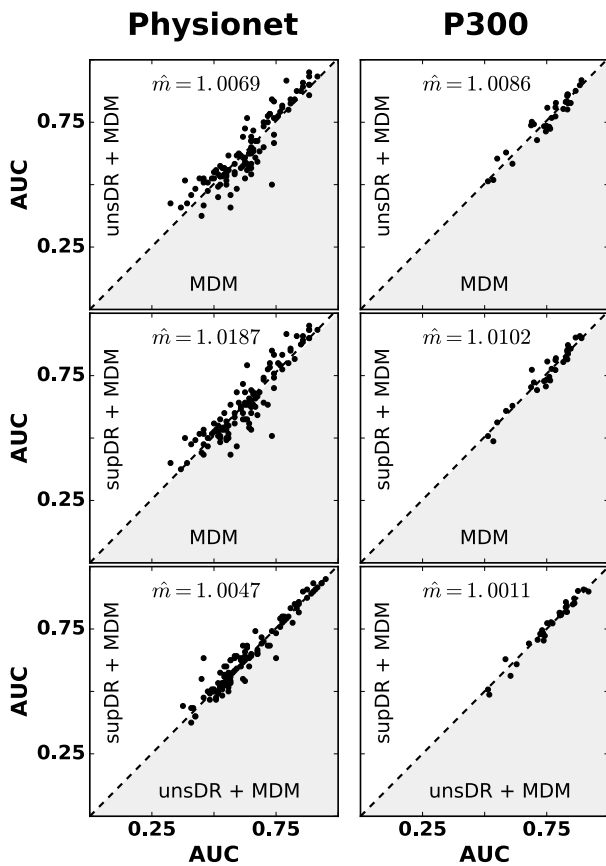 Physionet P300
m̂ = 1.0069
AUC
unsDR + MDM
0.75
0.25
MDM
m̂ = 1.0086
unsDR + MDM
MDM
m̂ = 1.0187
AUC
supDR + MDM
0.75
0.25
MDM
m̂ = 1.0102
supDR + MDM
MDM
m̂ = 1.0047
AUC
supDR + MDM
0.75
0.25
unsDR + MDM
m̂ = 1.0011
supDR + MDM
unsDR + MDM
0.25 0.75 0.25 0.75
AUC AUC